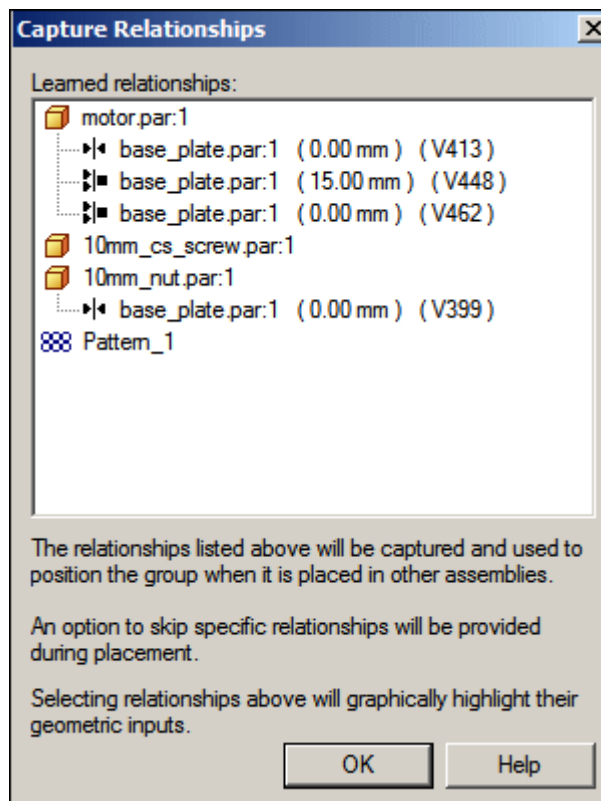 Capture Relationships
Learned relationships:
motor.par:1
base_plate.par:1 ( 0.00 mm ) ( V413 )
base_plate.par:1 ( 15.00 mm ) ( V448 )
base_plate.par:1 ( 0.00 mm ) ( V462 )
10mm_cs_screw.par:1
10mm_nut.par:1
base_plate.par:1 ( 0.00 mm ) ( V399 )
Pattern_1
The relationships listed above will be captured and used to
position the group when it is placed in other assemblies.
An option to skip specific relationships will be provided
during placement.
Selecting relationships above will graphically highlight their
geometric inputs.
OK
Help